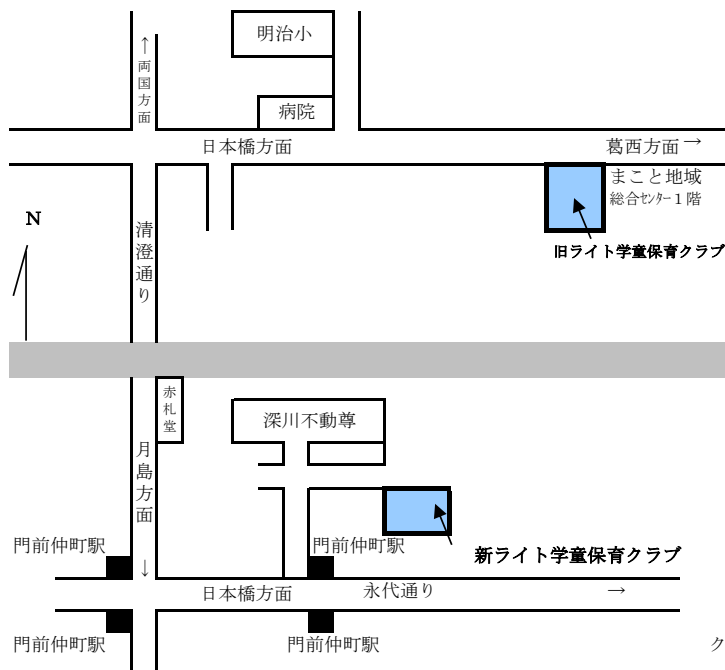 明治小
↑両国方面
病院
日本橋方面
葛西方面→
まこと地域
総合センター1階
N
清澄通り
旧ライト学童保育クラブ
赤札堂
深川不動尊
月島方面↓
門前仲町駅
門前仲町駅
新ライト学童保育クラブ
日本橋方面
永代通り
→
門前仲町駅
門前仲町駅
ク